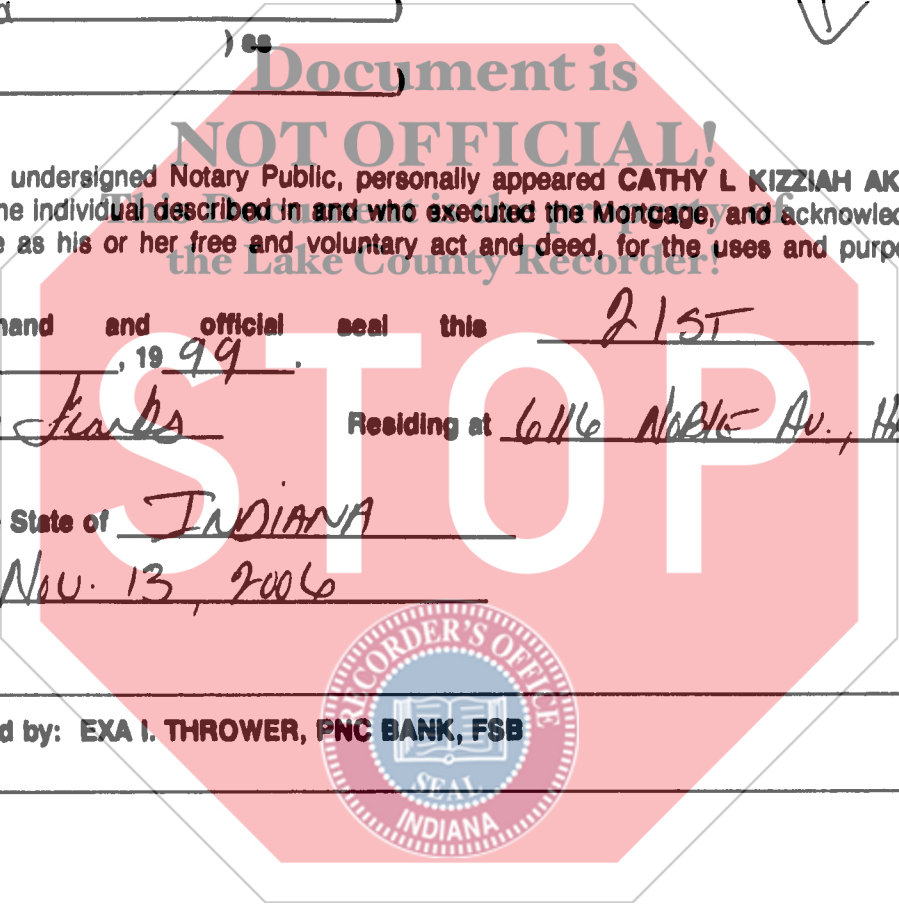 ) ss
)
Document is
NOT OFFICIAL!
undersigned Notary Public, personally appeared CATHY L KIZZIAH AK
This Document is the property of
ne individual described in and who executed the Mortgage, and acknowled
e as his or her free and voluntary act and deed, for the uses and purpo
the Lake County Recorder!
hand and official seal this 21ST
, 19 99 .
Residing at 6116 NOBLE AV., HA
State of INDIANA
Nov. 13, 2006
STOP
RECORDER'S OFFICE
d by: EXA I. THROWER, PNC BANK, FSB
SEAL
INDIANA